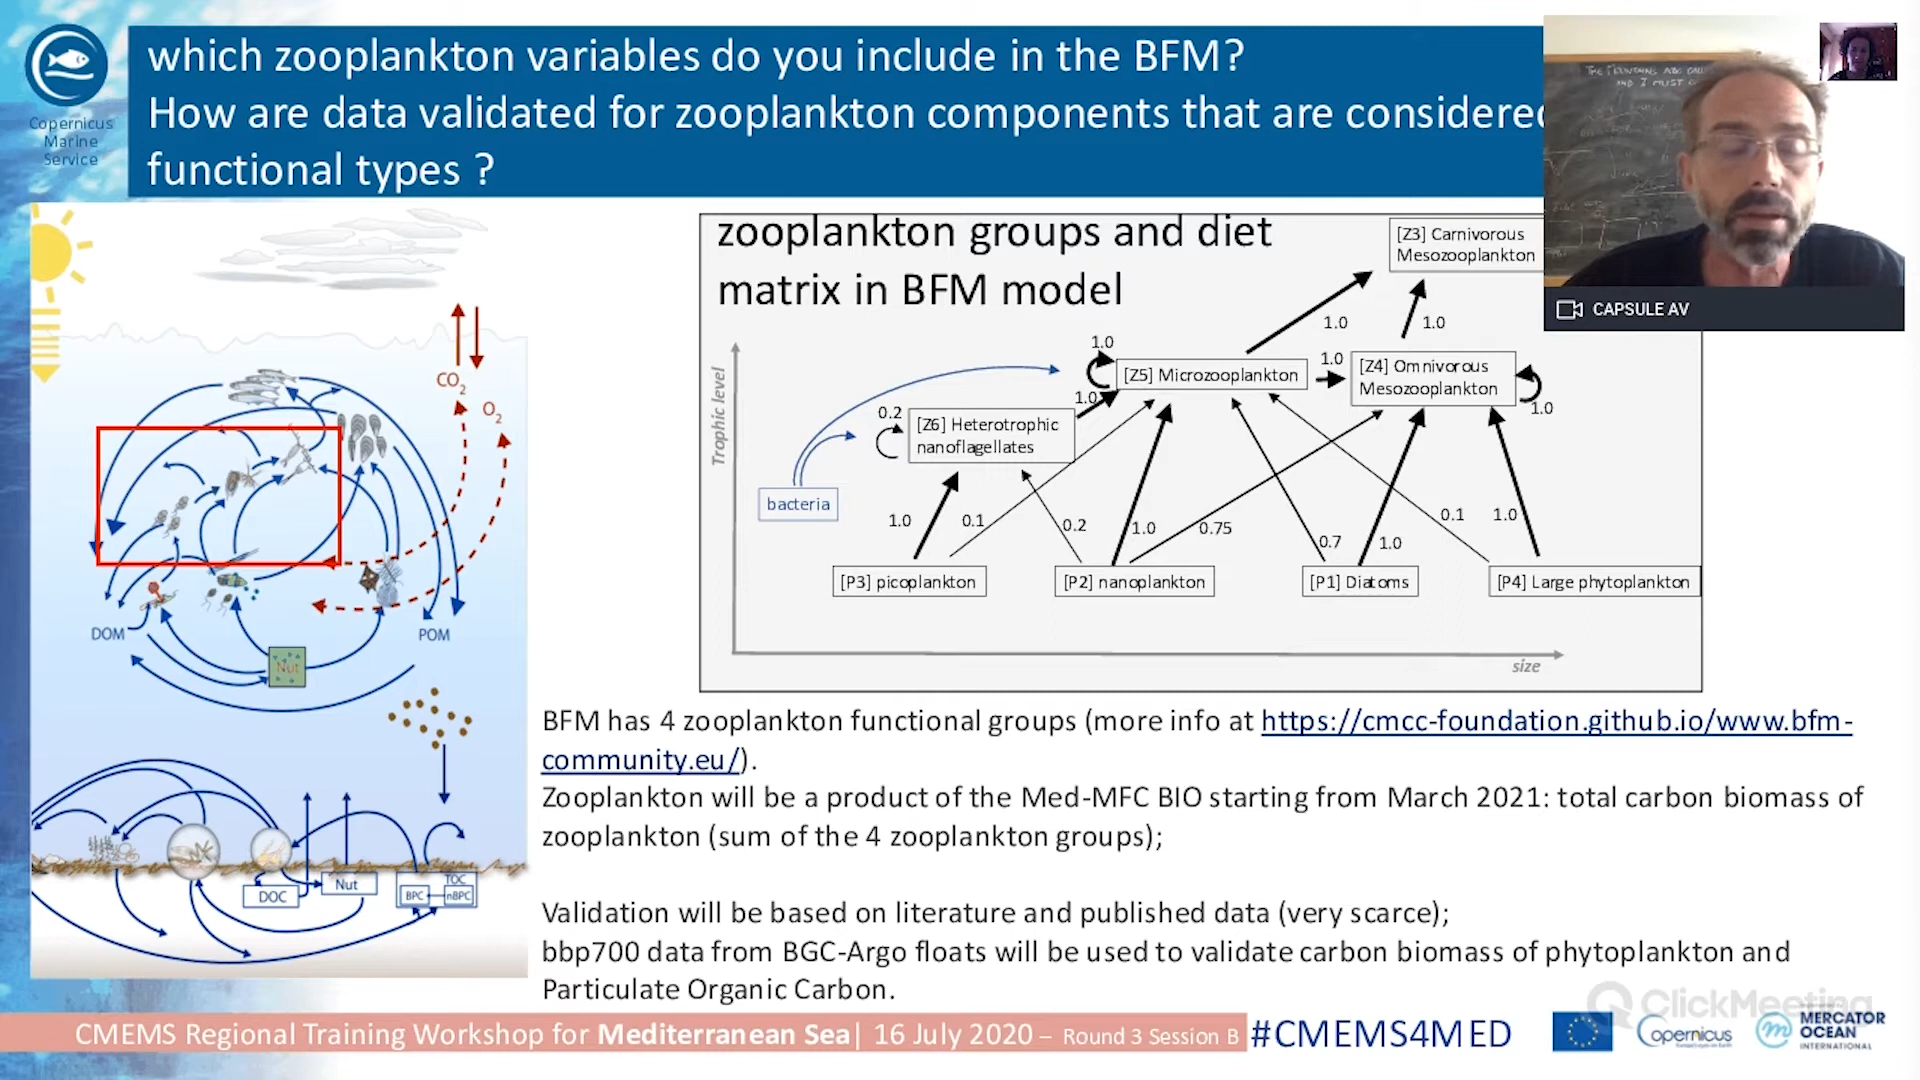 which zooplankton variables do you include in the BFM?
How are data validated for zooplankton components that are considered
functional types ?
Copernicus
Marine
Service
CAPSULE AV
zooplankton groups and diet
matrix in BFM model
[Z3] Carnivorous
Mesozooplankton
1.0
1.0
1.0
[Z5] Microzooplankton
1.0
[Z4] Omnivorous
Mesozooplankton
1.0
1.0
0.2
[Z6] Heterotrophic
nanoflagellates
bacteria
1.0
0.1
0.2
1.0
0.75
0.7
1.0
0.1
1.0
[P3] picoplankton
[P2] nanoplankton
[P1] Diatoms
[P4] Large phytoplankton
Trophic level
size
CO2
O2
DOM
POM
Nut
DOC
Nut
TOC
BPC
nBPC
BFM has 4 zooplankton functional groups (more info at https://cmcc-foundation.github.io/www.bfm-
community.eu/).
Zooplankton will be a product of the Med-MFC BIO starting from March 2021: total carbon biomass of
zooplankton (sum of the 4 zooplankton groups);
Validation will be based on literature and published data (very scarce);
bbp700 data from BGC-Argo floats will be used to validate carbon biomass of phytoplankton and
Particulate Organic Carbon.
ClickMeeting
CMEMS Regional Training Workshop for Mediterranean Sea| 16 July 2020 – Round 3 Session B
#CMEMS4MED
Copernicus
MERCATOR
OCEAN
INTERNATIONAL